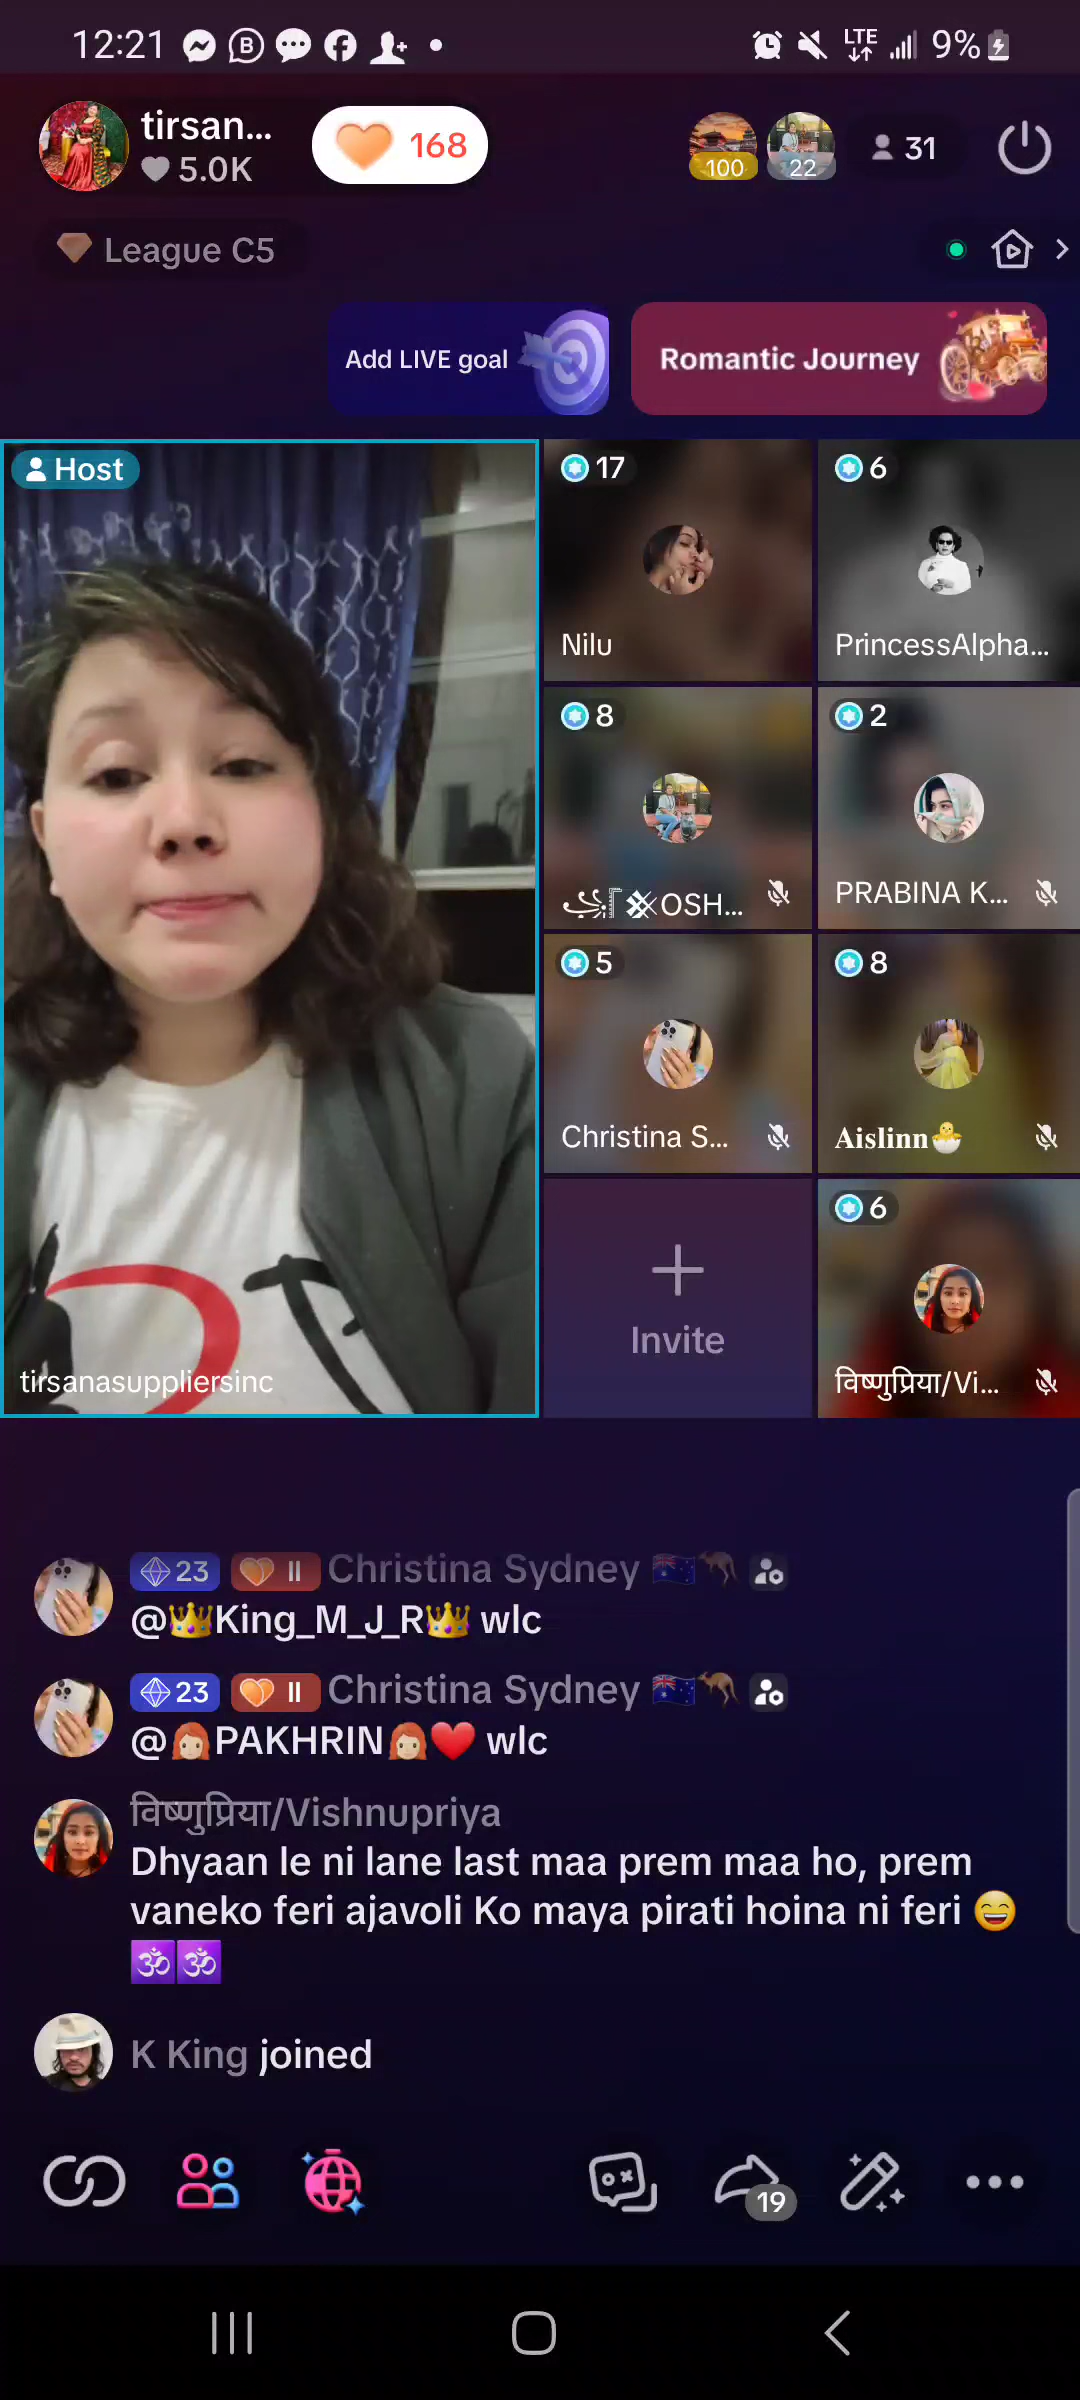 12:21
LTE
9%
tirsan...
5.0K
168
100
22
31
League C5
Add LIVE goal
Romantic Journey
Host
17
6
Nilu
PrincessAlpha...
8
2
OSH...
PRABINA K...
5
8
Christina S...
Aislinn🐣
6
Invite
विष्णुप्रिया/Vi...
tirsanasuppliersinc
23 II Christina Sydney 🇦🇺🦘
@👑King_M_J_R👑 wlc
23 II Christina Sydney 🇦🇺🦘
@👩🏻‍🦰PAKHRIN👩🏻‍🦰❤️ wlc
विष्णुप्रिया/Vishnupriya
Dhyaan le ni lane last maa prem maa ho, prem
vaneko feri ajavoli Ko maya pirati hoina ni feri 😄
🕉️🕉️
K King joined
19